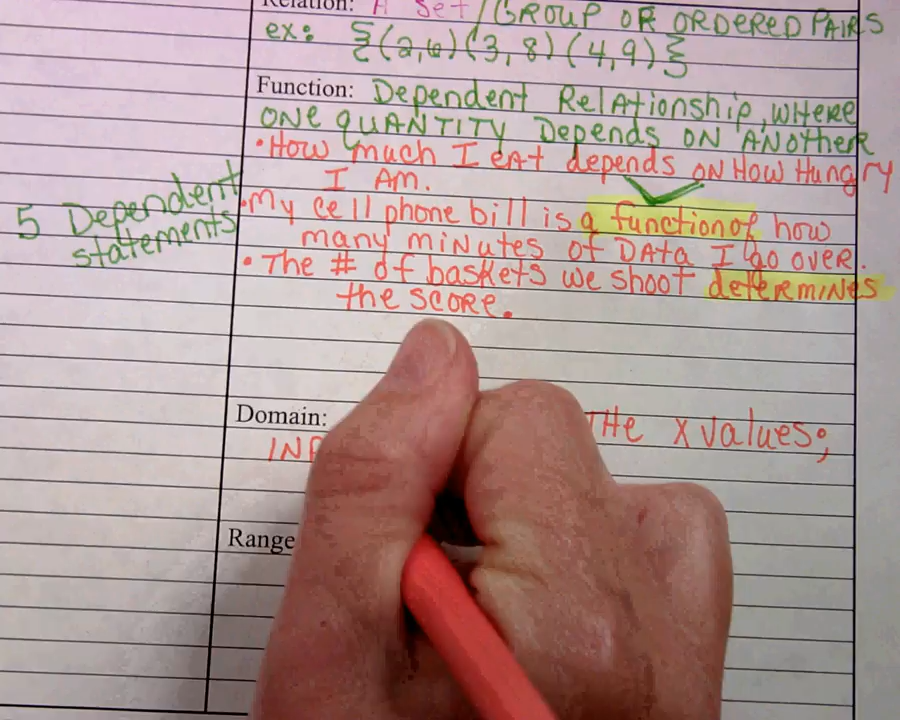 Relation: A set/GROUP OF ORDERED PAIRS
ex: {(2,6)(3,8)(4,9)}
Function: Dependent RelAtionship, WHERE
ONE QUANTITY Depends ON ANotheR
•How much I eAt depends ON How Hungry
I AM.
•My cell phone bill is a function of how
many miNutes of DAta I go over.
•The # of baskets we shoot deteRmiNes
the scoRe.
5 Dependent
statements
Domain: THe X values;
Range